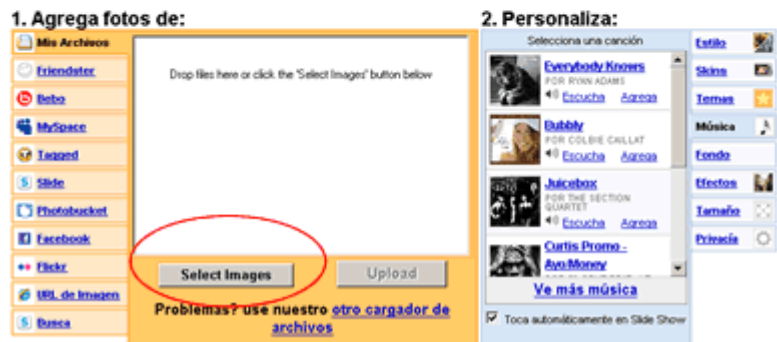 1. Agrega fotos de:
Mis Archivos
Friendster
Bebo
MySpace
Tagged
Slide
Photobucket
Facebook
Flickr
URL de Imagen
Busca
Drop files here or click the 'Select Images' button below
Select Images
Upload
Problemas? use nuestro otro cargador de
archivos
2. Personaliza:
Selecciona una canción
Everybody Knows
POR RYAN ADAMS
Escucha Agrega
Bubbly
POR COLBIE CAILLAT
Escucha Agrega
Juicebox
POR THE SECTION
QUARTET
Escucha Agrega
Curtis Promo -
Ayo Money
Ve más música
Toca automáticamente en Slide Show
Estilo
Skins
Temas
Música
Fondo
Efectos
Tamaño
Privacía